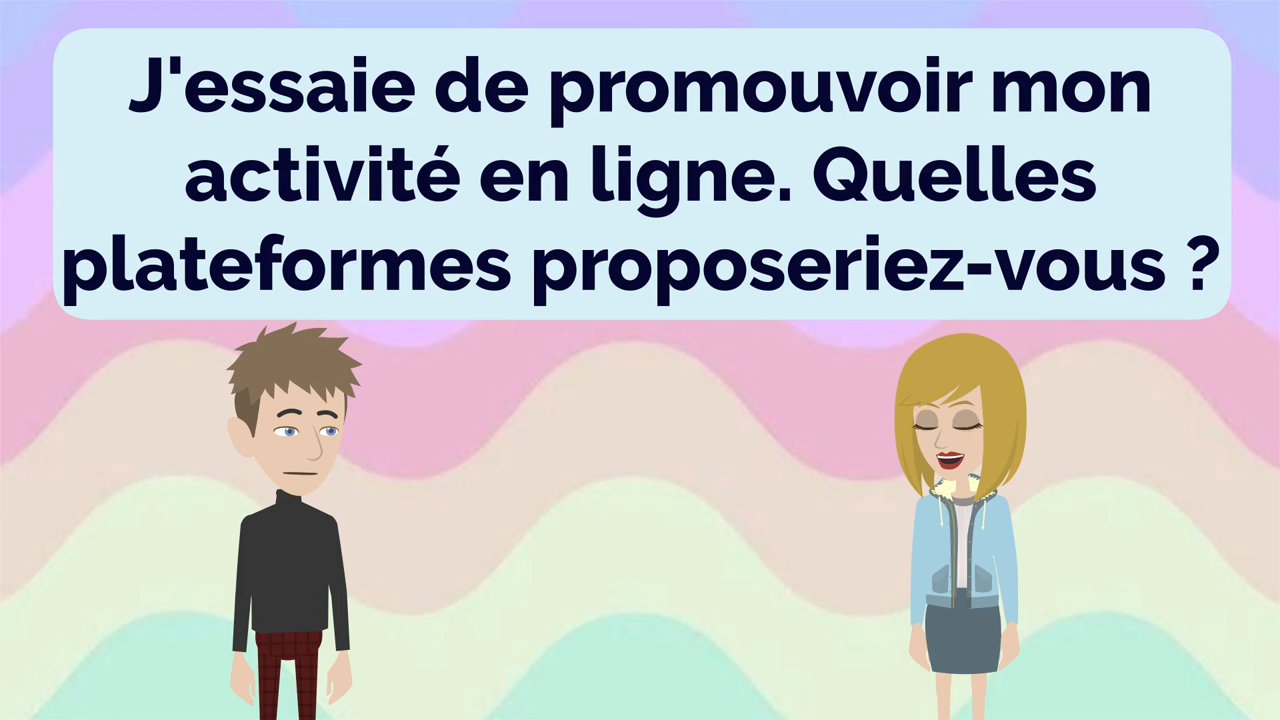 J'essaie de promouvoir mon
activité en ligne. Quelles
plateformes proposeriez-vous ?